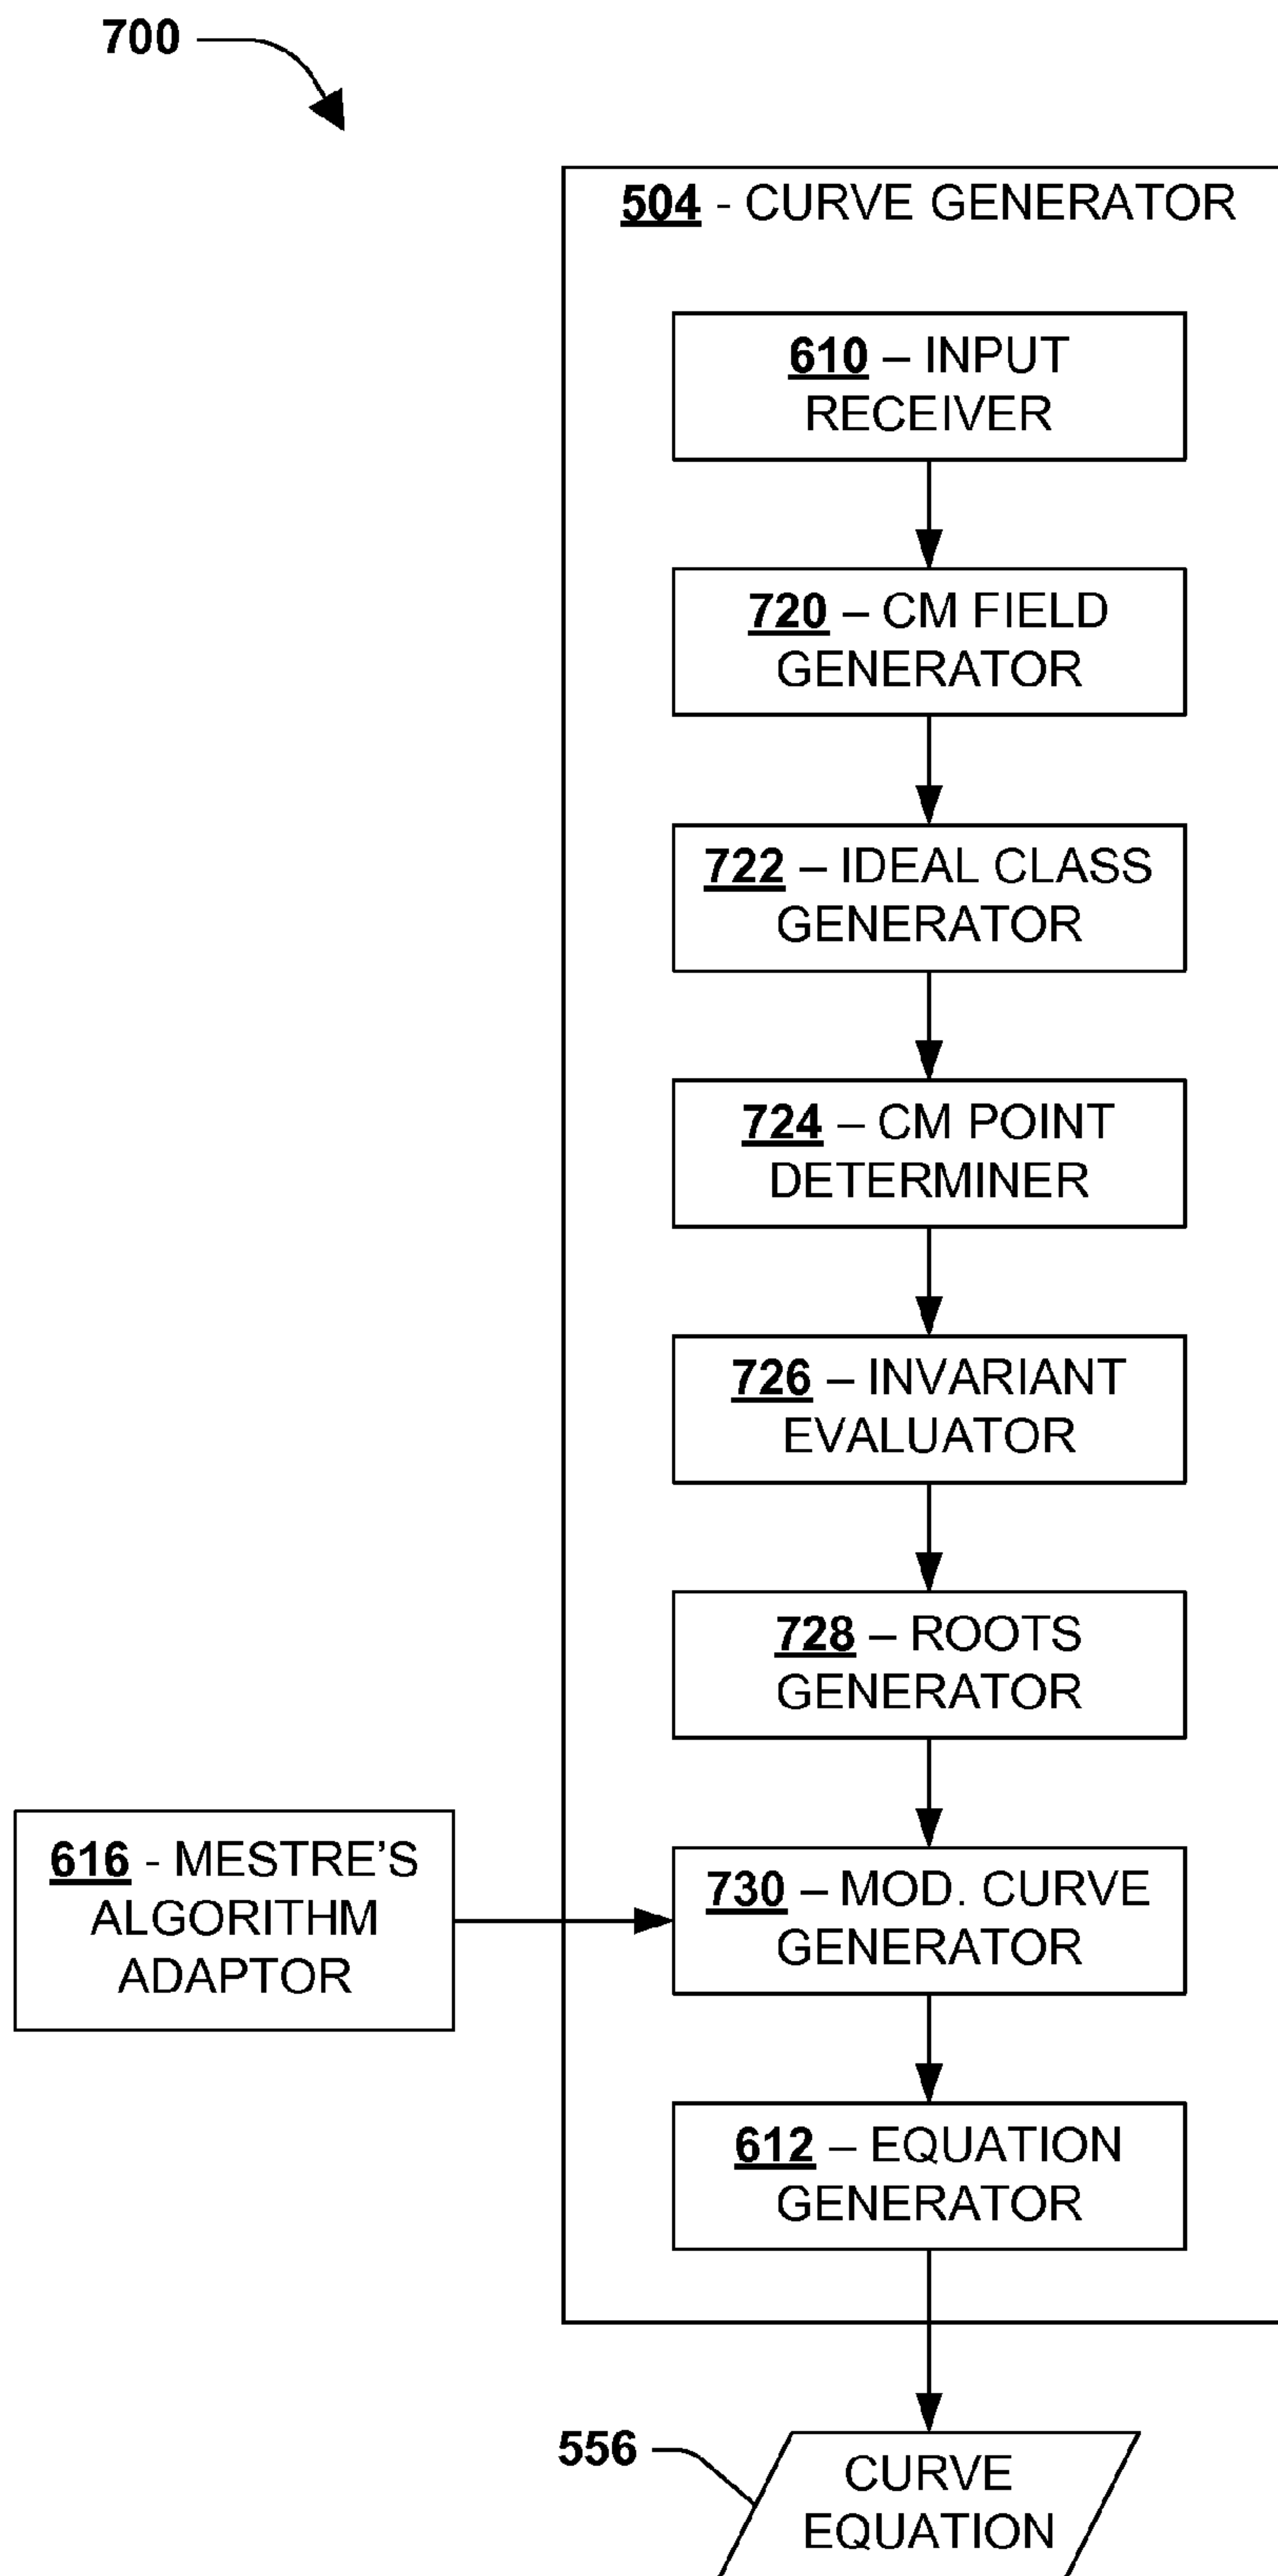 700
504 - CURVE GENERATOR
610 – INPUT
RECEIVER
720 – CM FIELD
GENERATOR
722 – IDEAL CLASS
GENERATOR
724 – CM POINT
DETERMINER
726 – INVARIANT
EVALUATOR
728 – ROOTS
GENERATOR
616 - MESTRE’S
ALGORITHM
ADAPTOR
730 – MOD. CURVE
GENERATOR
612 – EQUATION
GENERATOR
556
CURVE
EQUATION